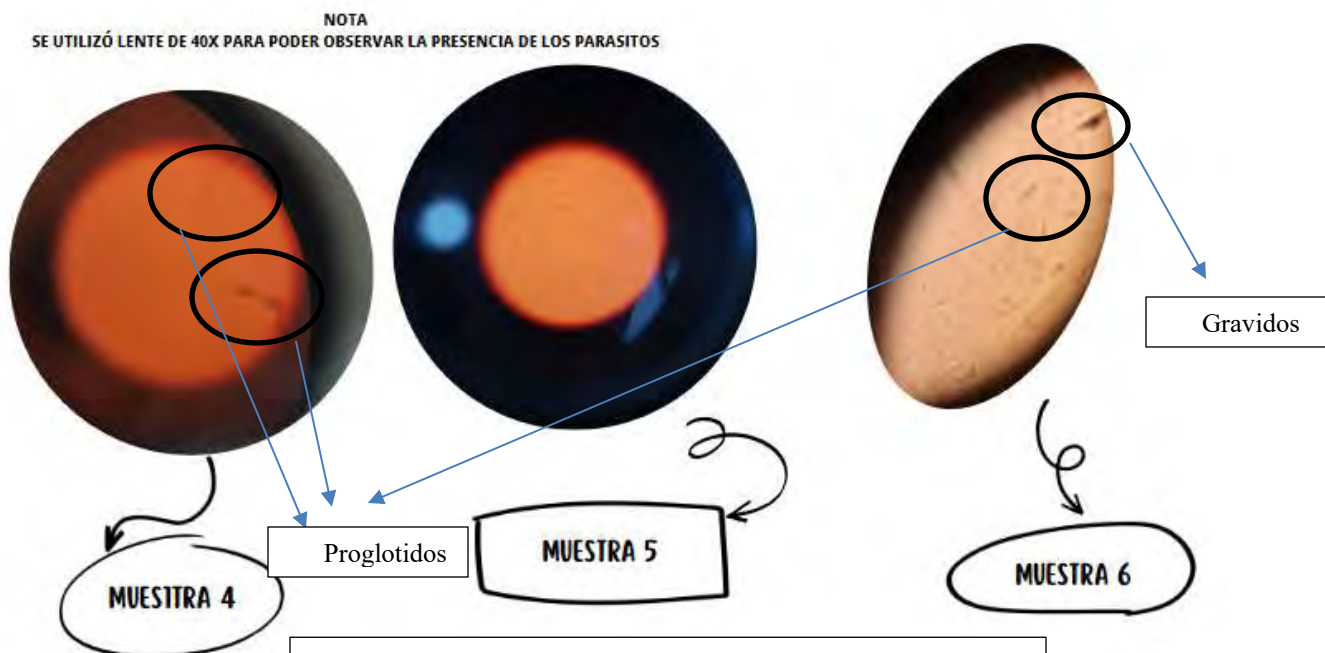 NOTA
SE UTILIZÓ LENTE DE 40X PARA PODER OBSERVAR LA PRESENCIA DE LOS PARASITOS
Gravidos
Proglotidos
MUESTRA 5
MUESTRA 6
MUESTTRA 4